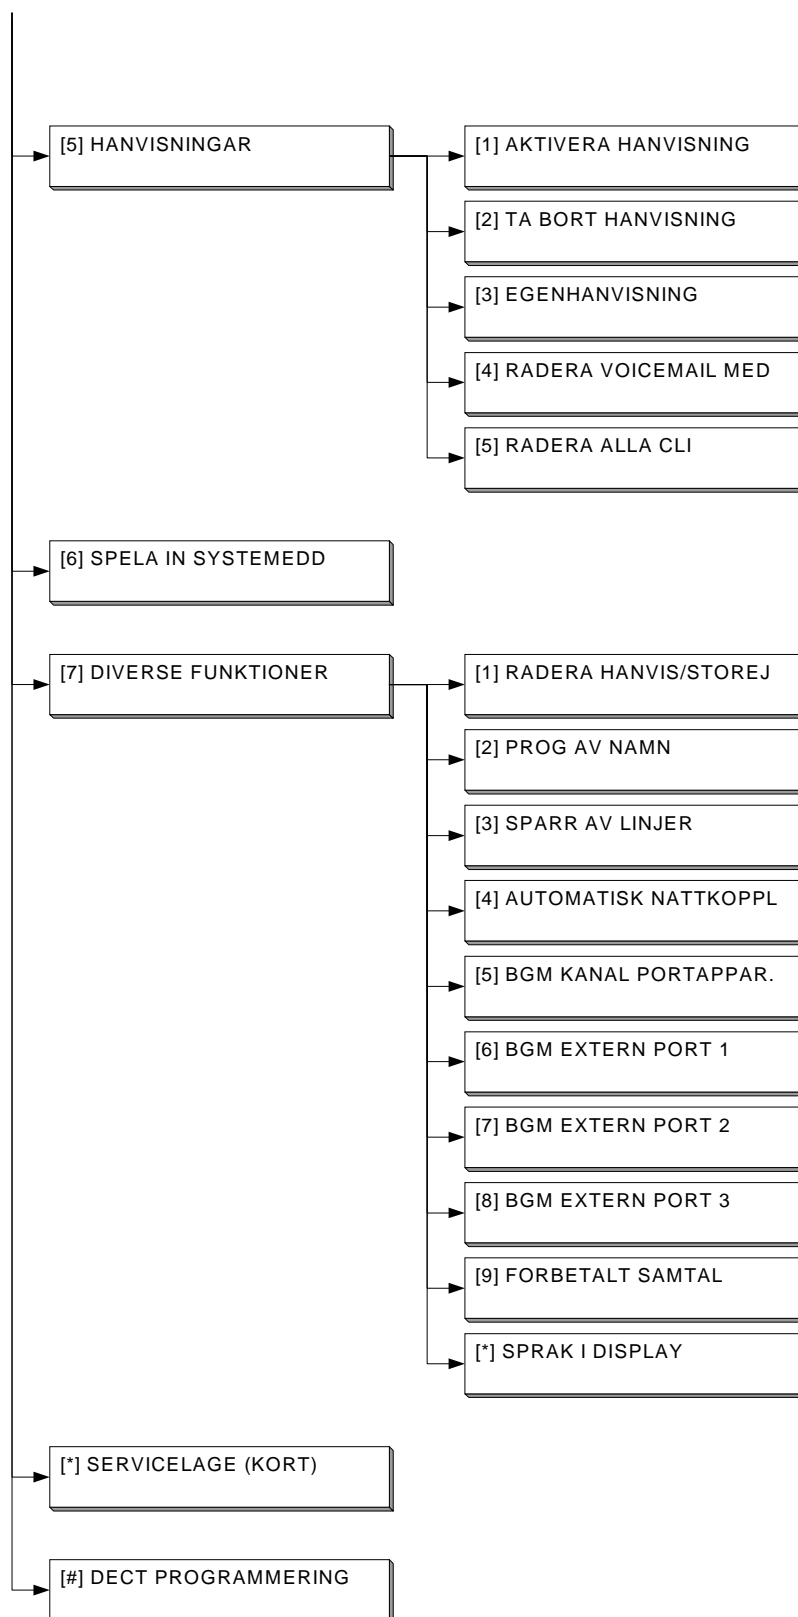 [5] HANVISNINGAR
[1] AKTIVERA HANVISNING
[2] TA BORT HANVISNING
[3] EGENHANVISNING
[4] RADERA VOICEMAIL MED
[5] RADERA ALLA CLI
[6] SPELA IN SYSTEMEDD
[7] DIVERSE FUNKTIONER
[1] RADERA HANVIS/STOREJ
[2] PROG AV NAMN
[3] SPARR AV LINJER
[4] AUTOMATISK NATTKOPPL
[5] BGM KANAL PORTAPPAR.
[6] BGM EXTERN PORT 1
[7] BGM EXTERN PORT 2
[8] BGM EXTERN PORT 3
[9] FORBETALT SAMTAL
[*] SPRAK I DISPLAY
[*] SERVICELAGE (KORT)
[#] DECT PROGRAMMERING